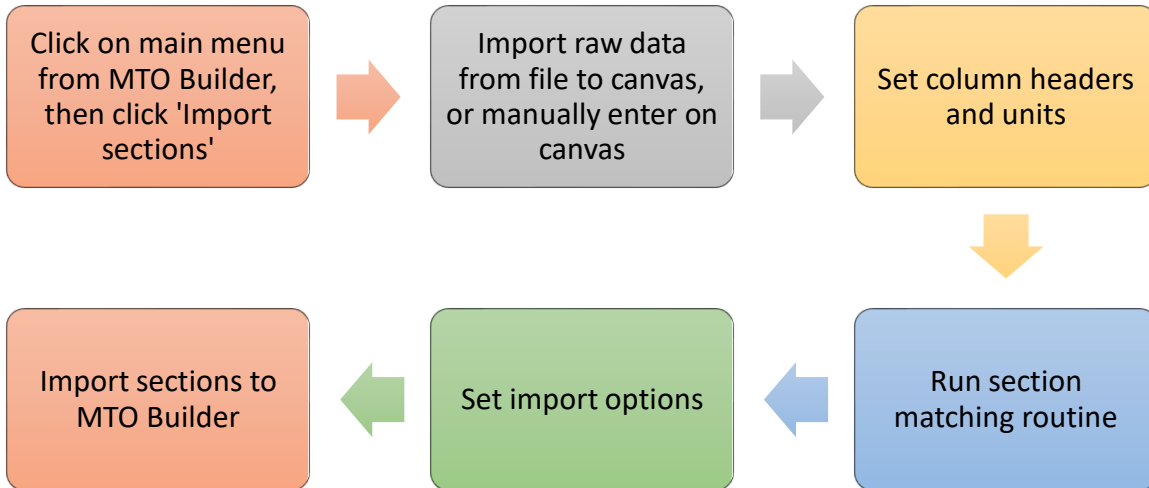 Click on main menu
from MTO Builder,
then click 'Import
sections'
Import raw data
from file to canvas,
or manually enter on
canvas
Set column headers
and units
Run section
matching routine
Set import options
Import sections to
MTO Builder